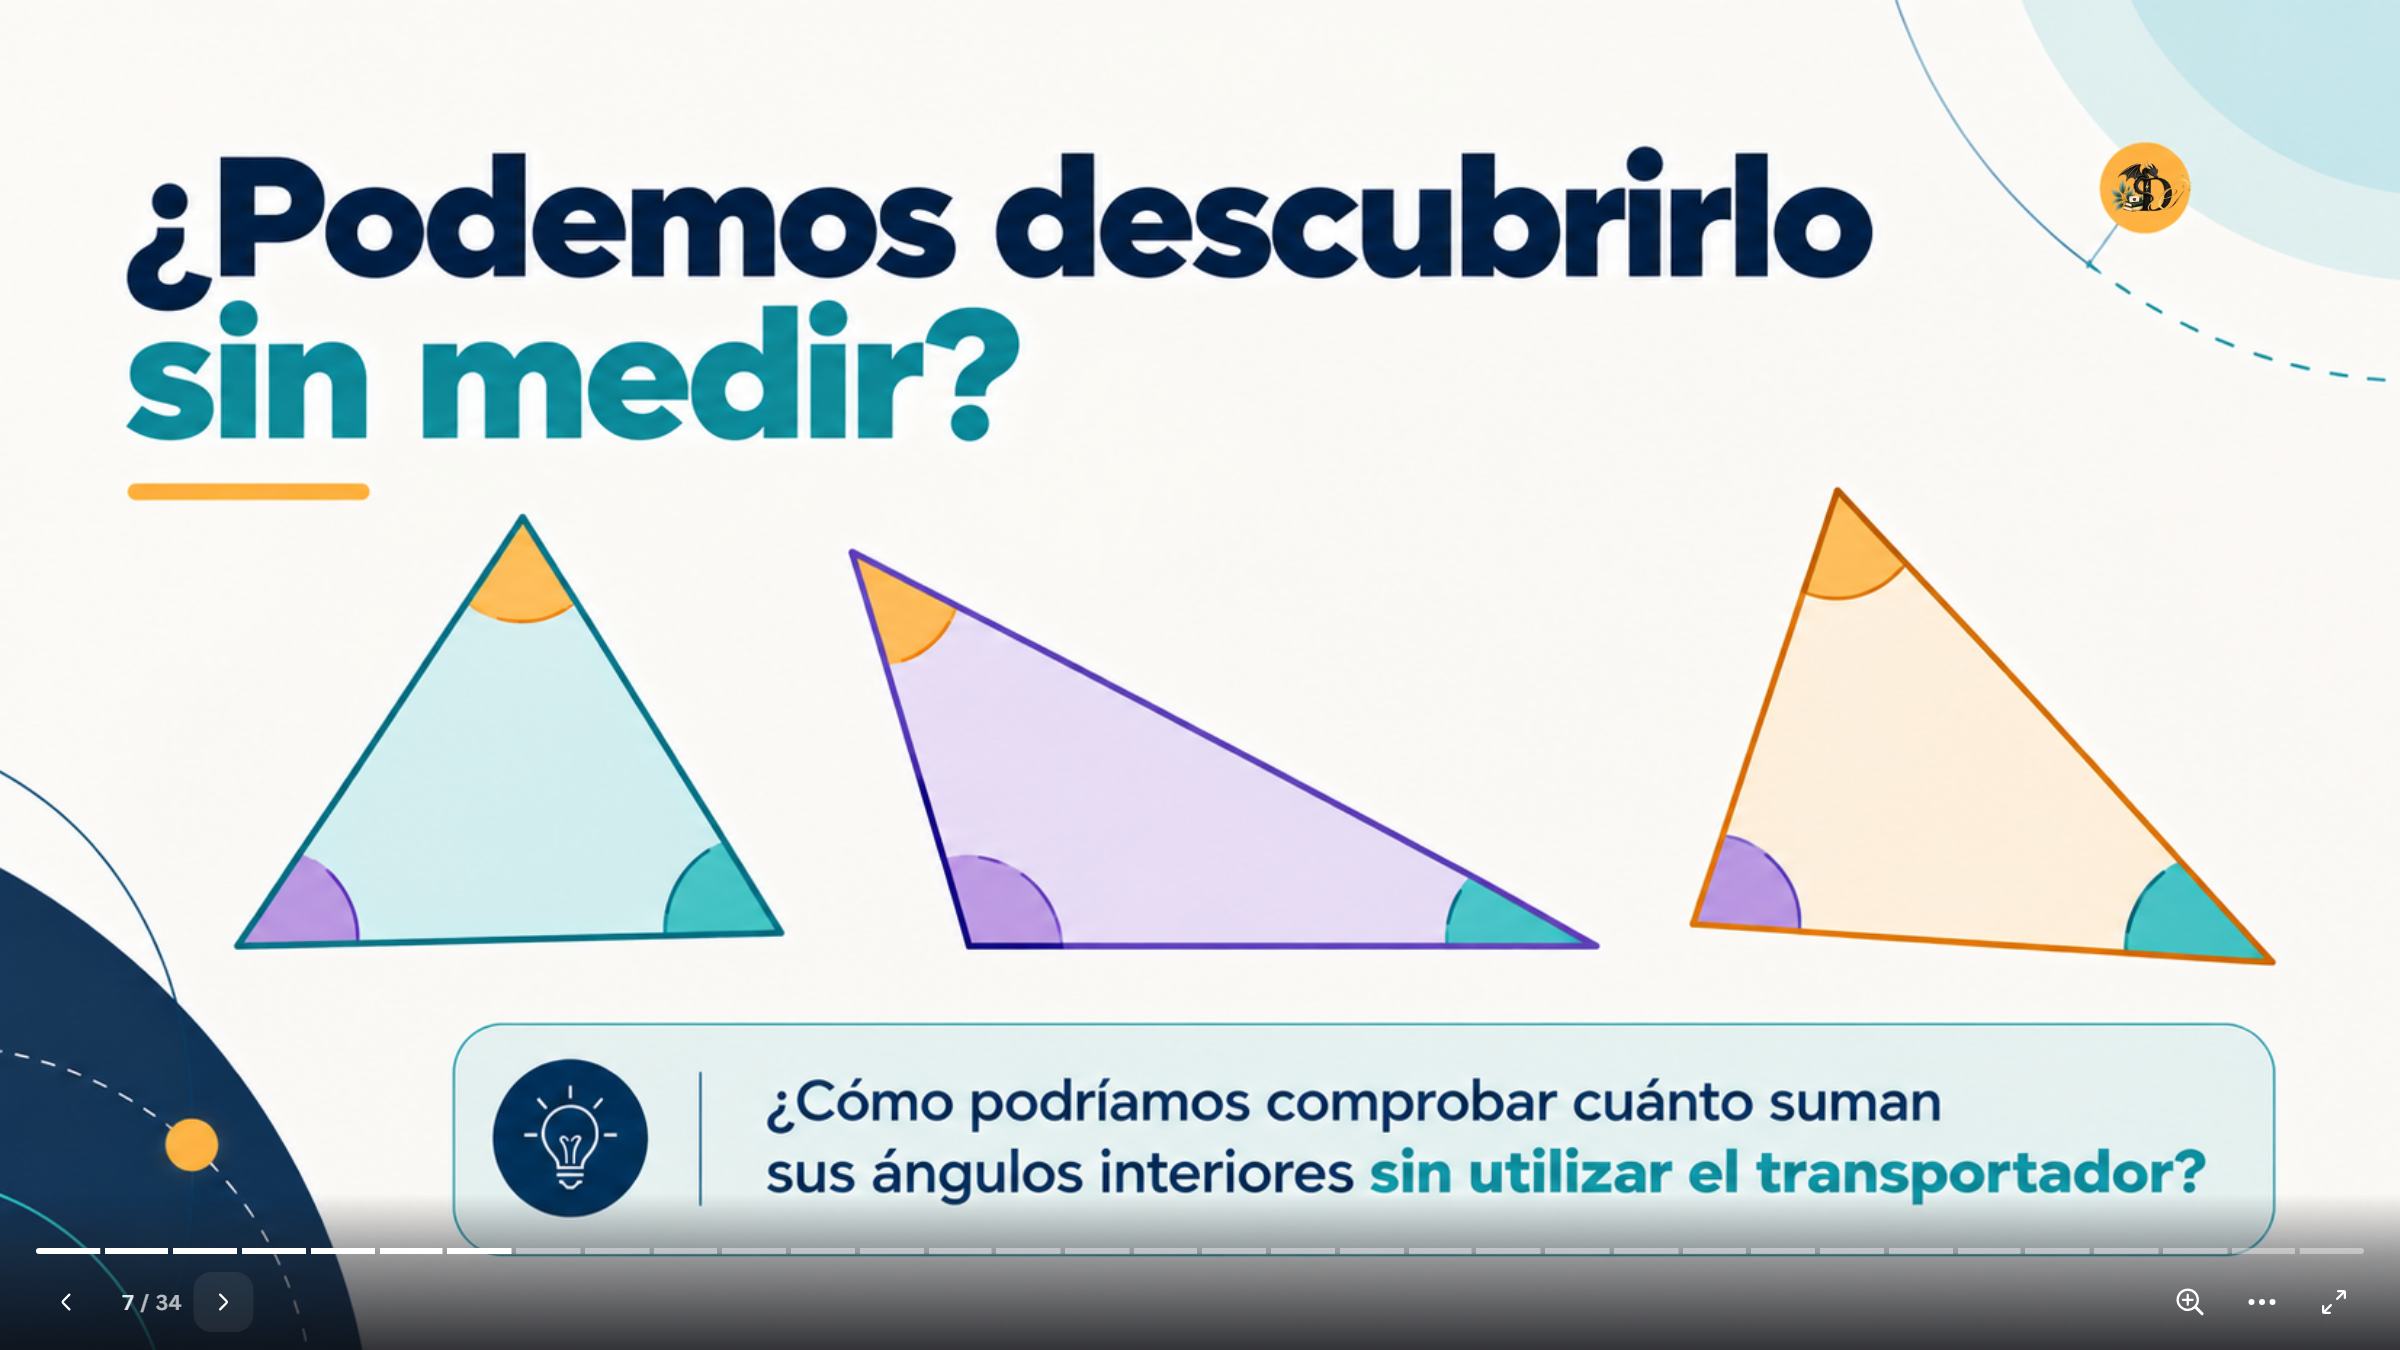 ¿Podemos descubrirlo
sin medir?
¿Cómo podríamos comprobar cuánto suman
sus ángulos interiores sin utilizar el transportador?
7 / 34